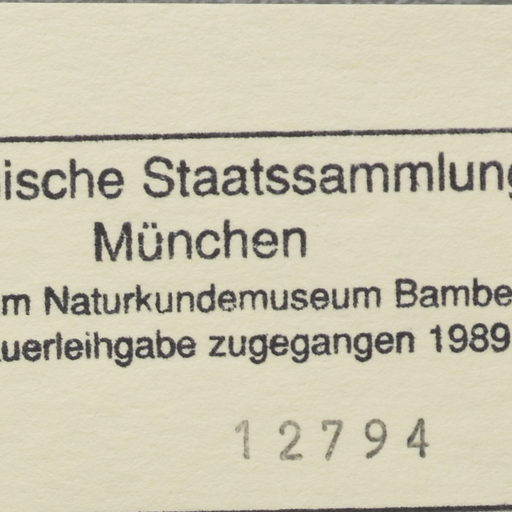 ische Staatssammlung
München
m Naturkundemuseum Bambe
uerleihgabe zugegangen 1989
12794